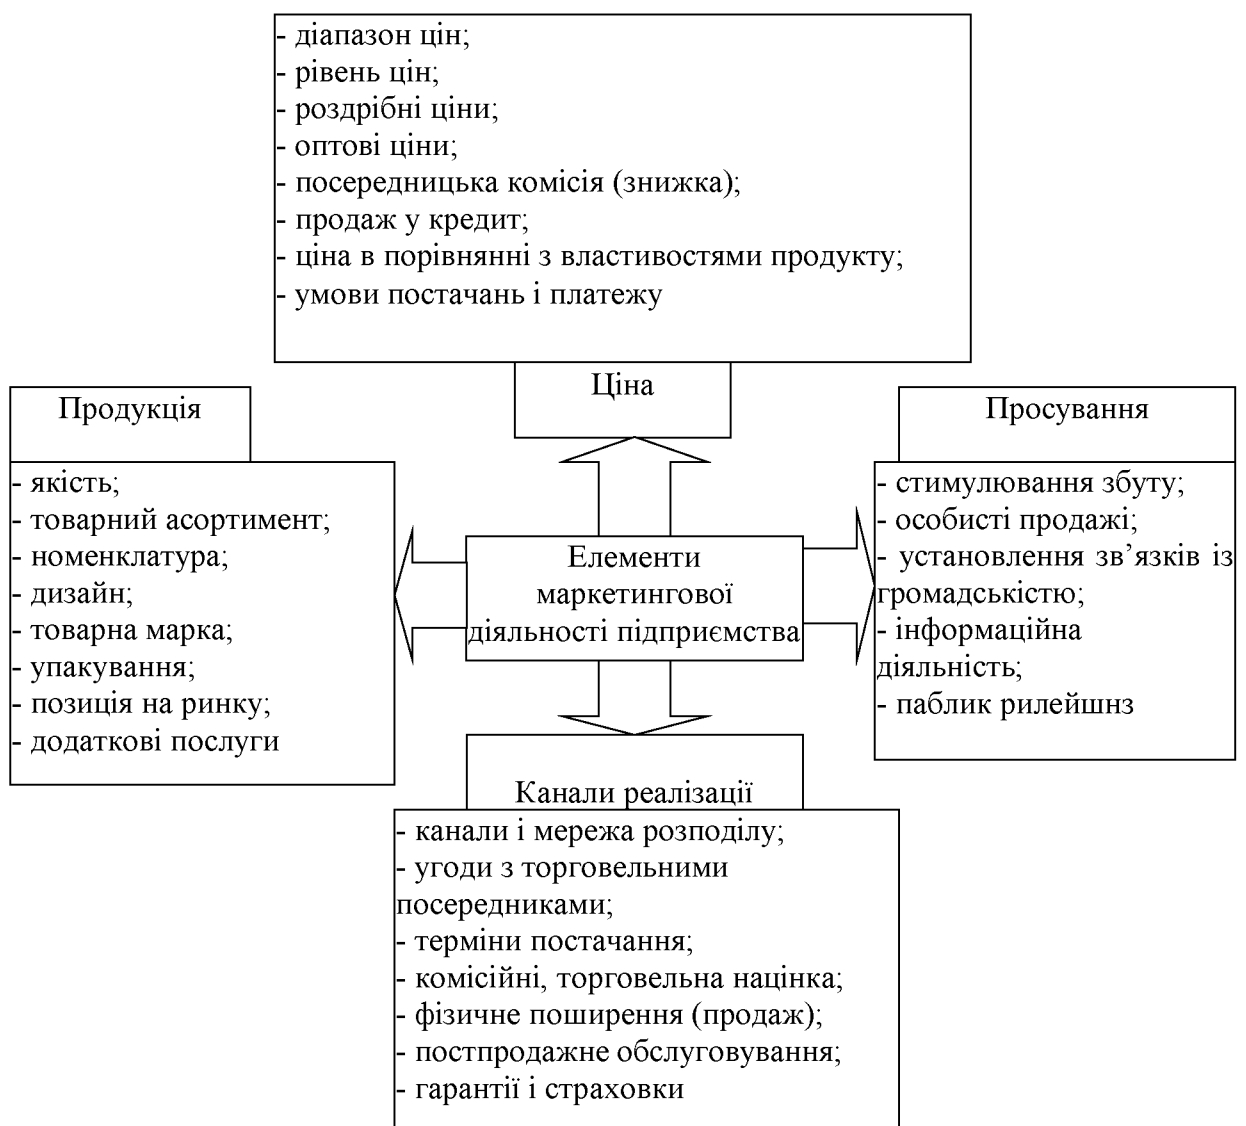 - діапазон цін;
- рівень цін;
- роздрібні ціни;
- оптові ціни;
- посередницька комісія (знижка);
- продаж у кредит;
- ціна в порівнянні з властивостями продукту;
- умови постачань і платежу
Ціна
Продукція
- якість;
- товарний асортимент;
- номенклатура;
- дизайн;
- товарна марка;
- упакування;
- позиція на ринку;
- додаткові послуги
Елементи
маркетингової
діяльності підприємства
Просування
- стимулювання збуту;
- особисті продажі;
- установлення зв’язків із
громадськістю;
- інформаційна
діяльність;
- паблик рилейшнз
Канали реалізації
- канали і мережа розподілу;
- угоди з торговельними
посередниками;
- терміни постачання;
- комісійні, торговельна націнка;
- фізичне поширення (продаж);
- постпродажне обслуговування;
- гарантії і страховки